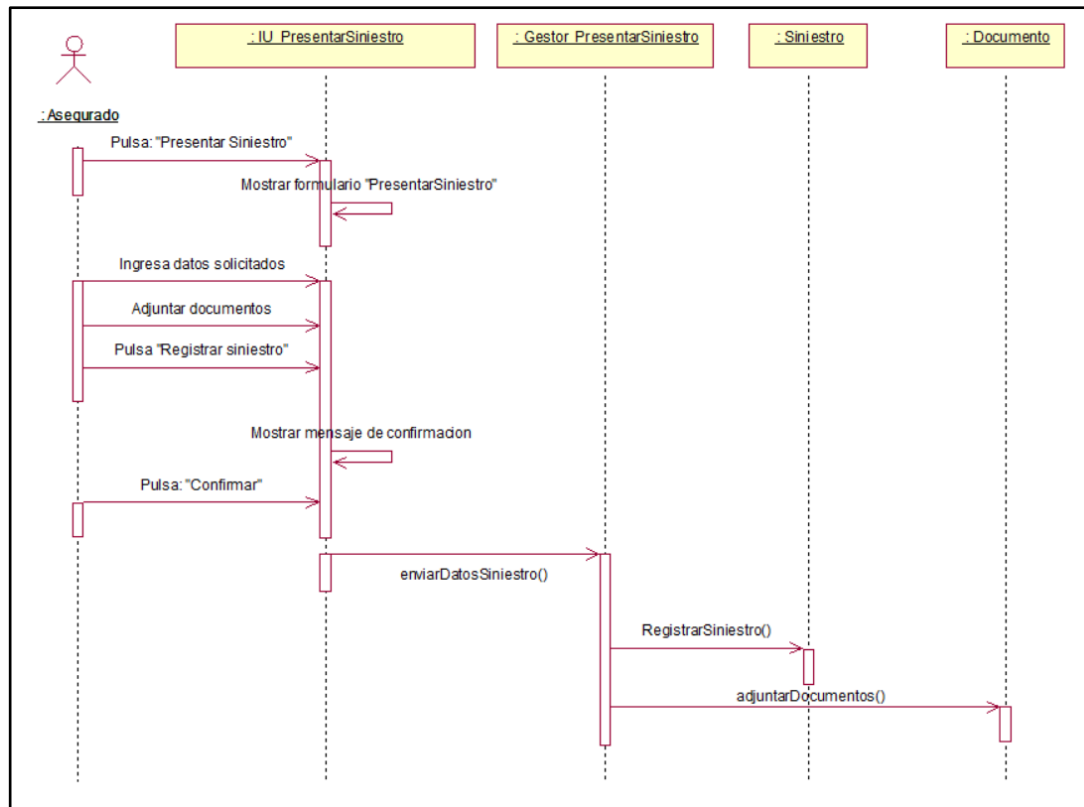 : IU_PresentarSiniestro
: Gestor_PresentarSiniestro
: Siniestro
: Documento
: Asegurado
Pulsa: "Presentar Siniestro"
Mostrar formulario "PresentarSiniestro"
Ingresa datos solicitados
Adjuntar documentos
Pulsa "Registrar siniestro"
Mostrar mensaje de confirmacion
Pulsa: "Confirmar"
enviarDatosSiniestro()
RegistrarSiniestro()
adjuntarDocumentos()